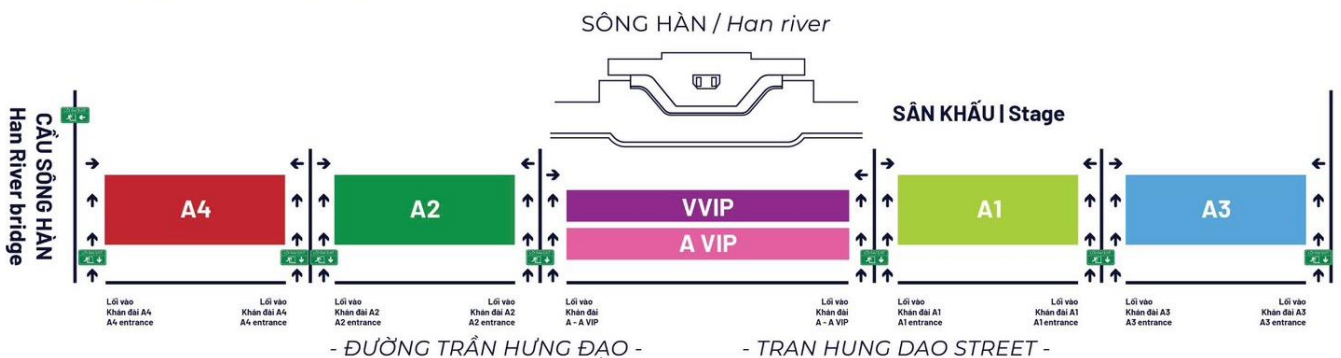 SÔNG HÀN / Han river
SÂN KHẤU | Stage
CẦU SÔNG HÀN
Han River bridge
A4
A2
VVIP
A VIP
A1
A3
Lối vào
Khán đài A4
A4 entrance
Lối vào
Khán đài A4
A4 entrance
Lối vào
Khán đài A2
A2 entrance
Lối vào
Khán đài A2
A2 entrance
Lối vào
Khán đài
A - A VIP
Lối vào
Khán đài
A - A VIP
Lối vào
Khán đài A1
A1 entrance
Lối vào
Khán đài A1
A1 entrance
Lối vào
Khán đài A3
A3 entrance
Lối vào
Khán đài A3
A3 entrance
- ĐƯỜNG TRẦN HƯNG ĐẠO -
- TRAN HUNG DAO STREET -